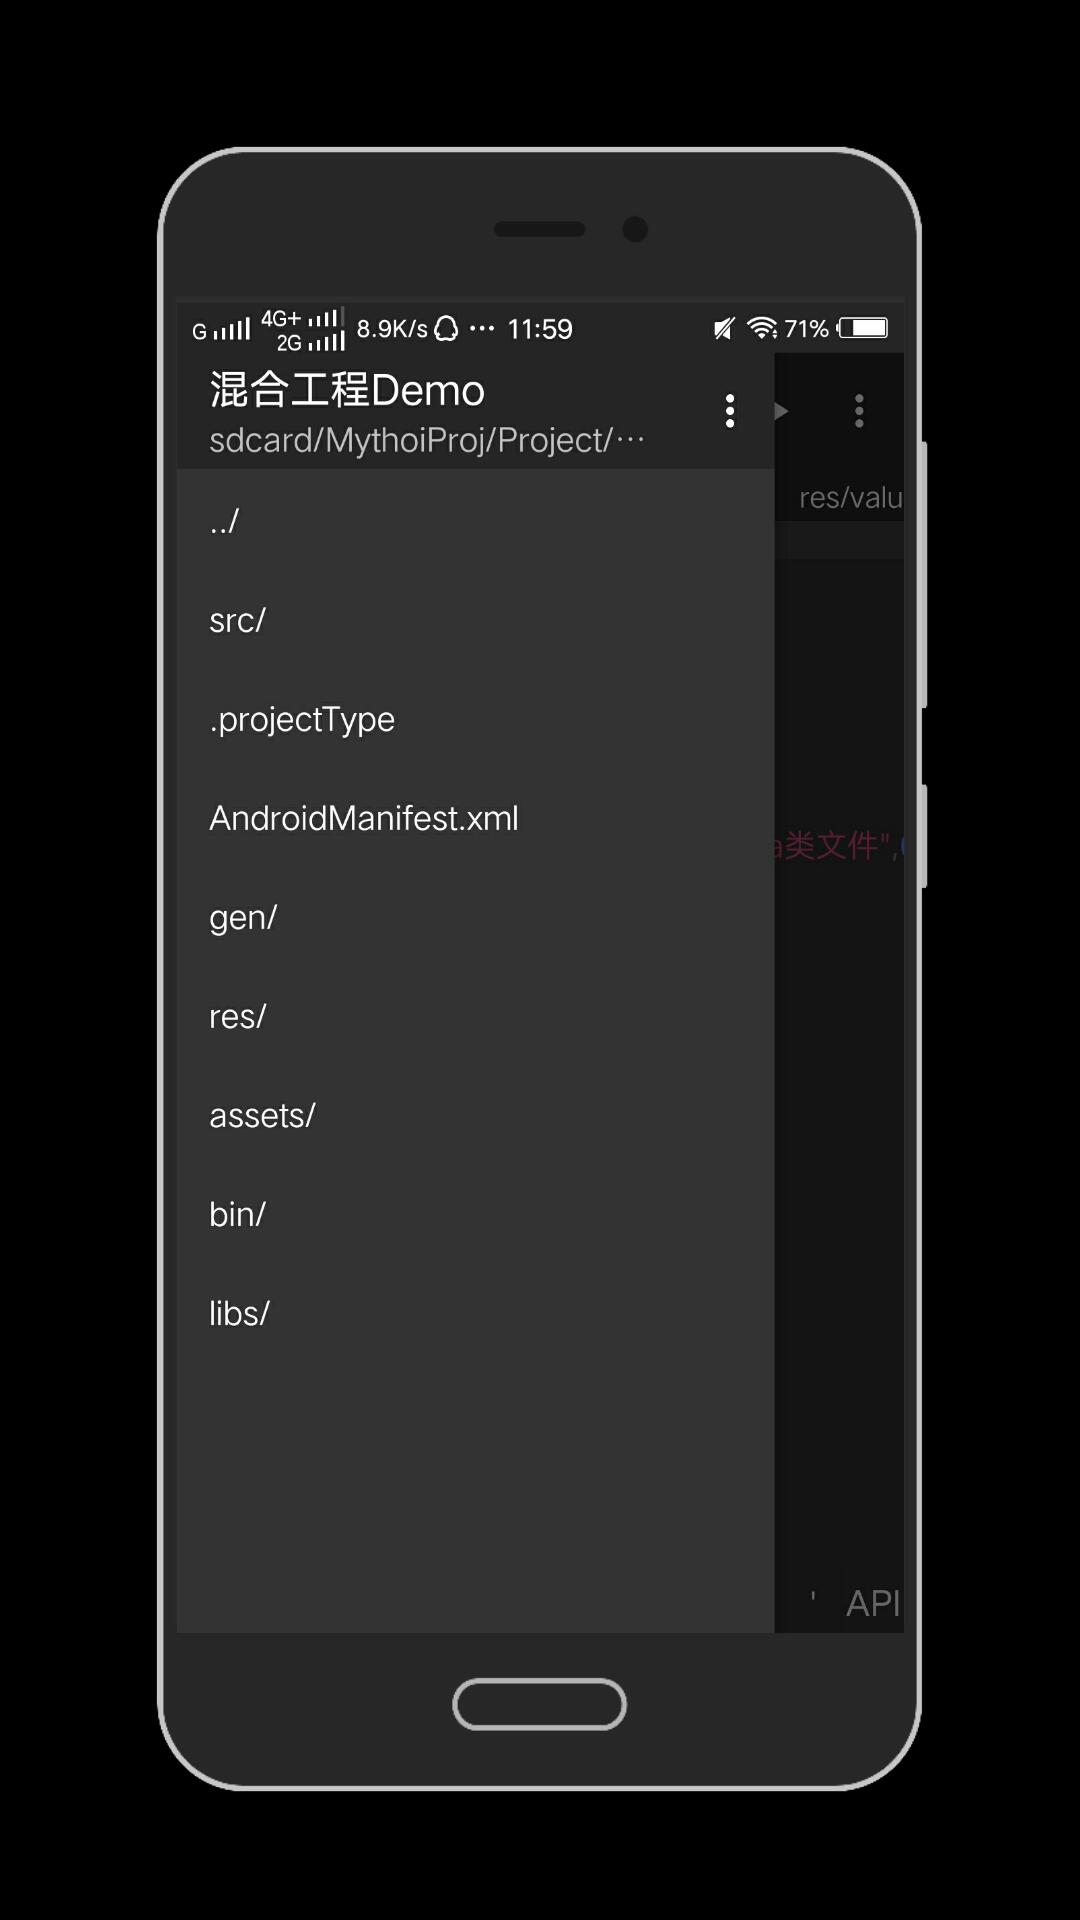 G 4G+ 2G 8.9K/s ··· 11:59 71%
混合工程Demo
sdcard/MythoiProj/Project/···
res/valu
../
src/
.projectType
AndroidManifest.xml
a类文件",
gen/
res/
assets/
bin/
libs/
' API